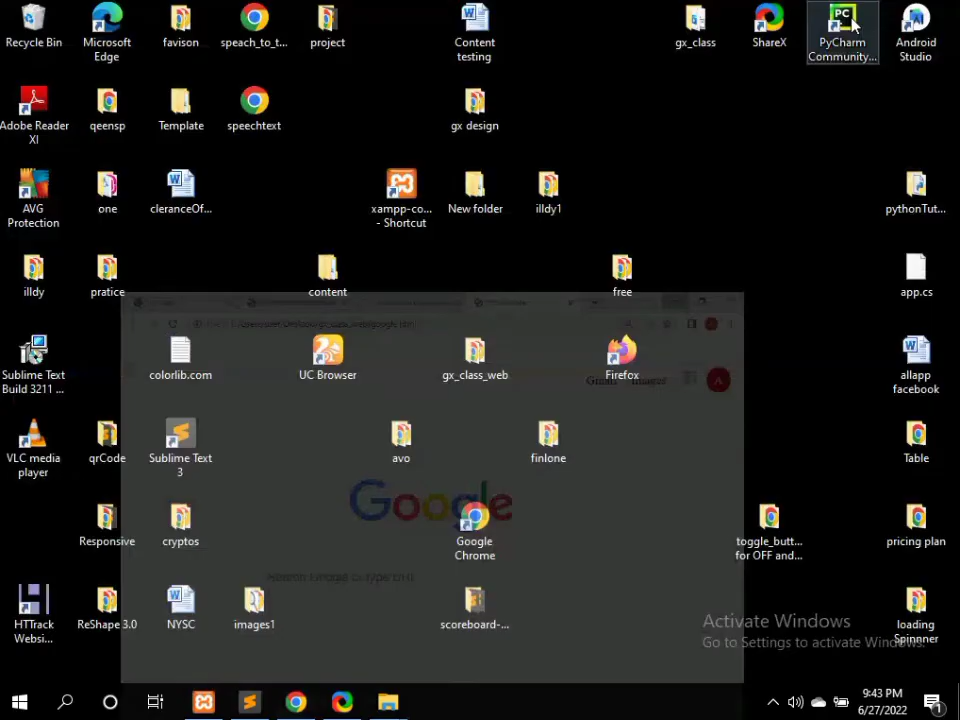 Recycle Bin
Microsoft
Edge
favison
speach_to_t...
project
Content
testing
gx_class
ShareX
PC
PyCharm
Community...
Android
Studio
Adobe Reader
XI
qeensp
Template
speechtext
gx design
AVG
Protection
one
cleranceOf...
xampp-co...
- Shortcut
New folder
illdy1
pythonTut...
illdy
pratice
content
free
app.cs
Sublime Text
Build 3211 ...
colorlib.com
UC Browser
gx_class_web
Firefox
Gmail Images
A
allapp
facebook
VLC media
player
qrCode
Sublime Text
3
avo
finlone
Table
Google
Responsive
cryptos
Google
Chrome
toggle_butt...
for OFF and...
pricing plan
HTTrack
Websi...
ReShape 3.0
NYSC
images1
scoreboard-...
loading
Spinnner
Activate Windows
Go to Settings to activate Windows.
9:43 PM
6/27/2022
1